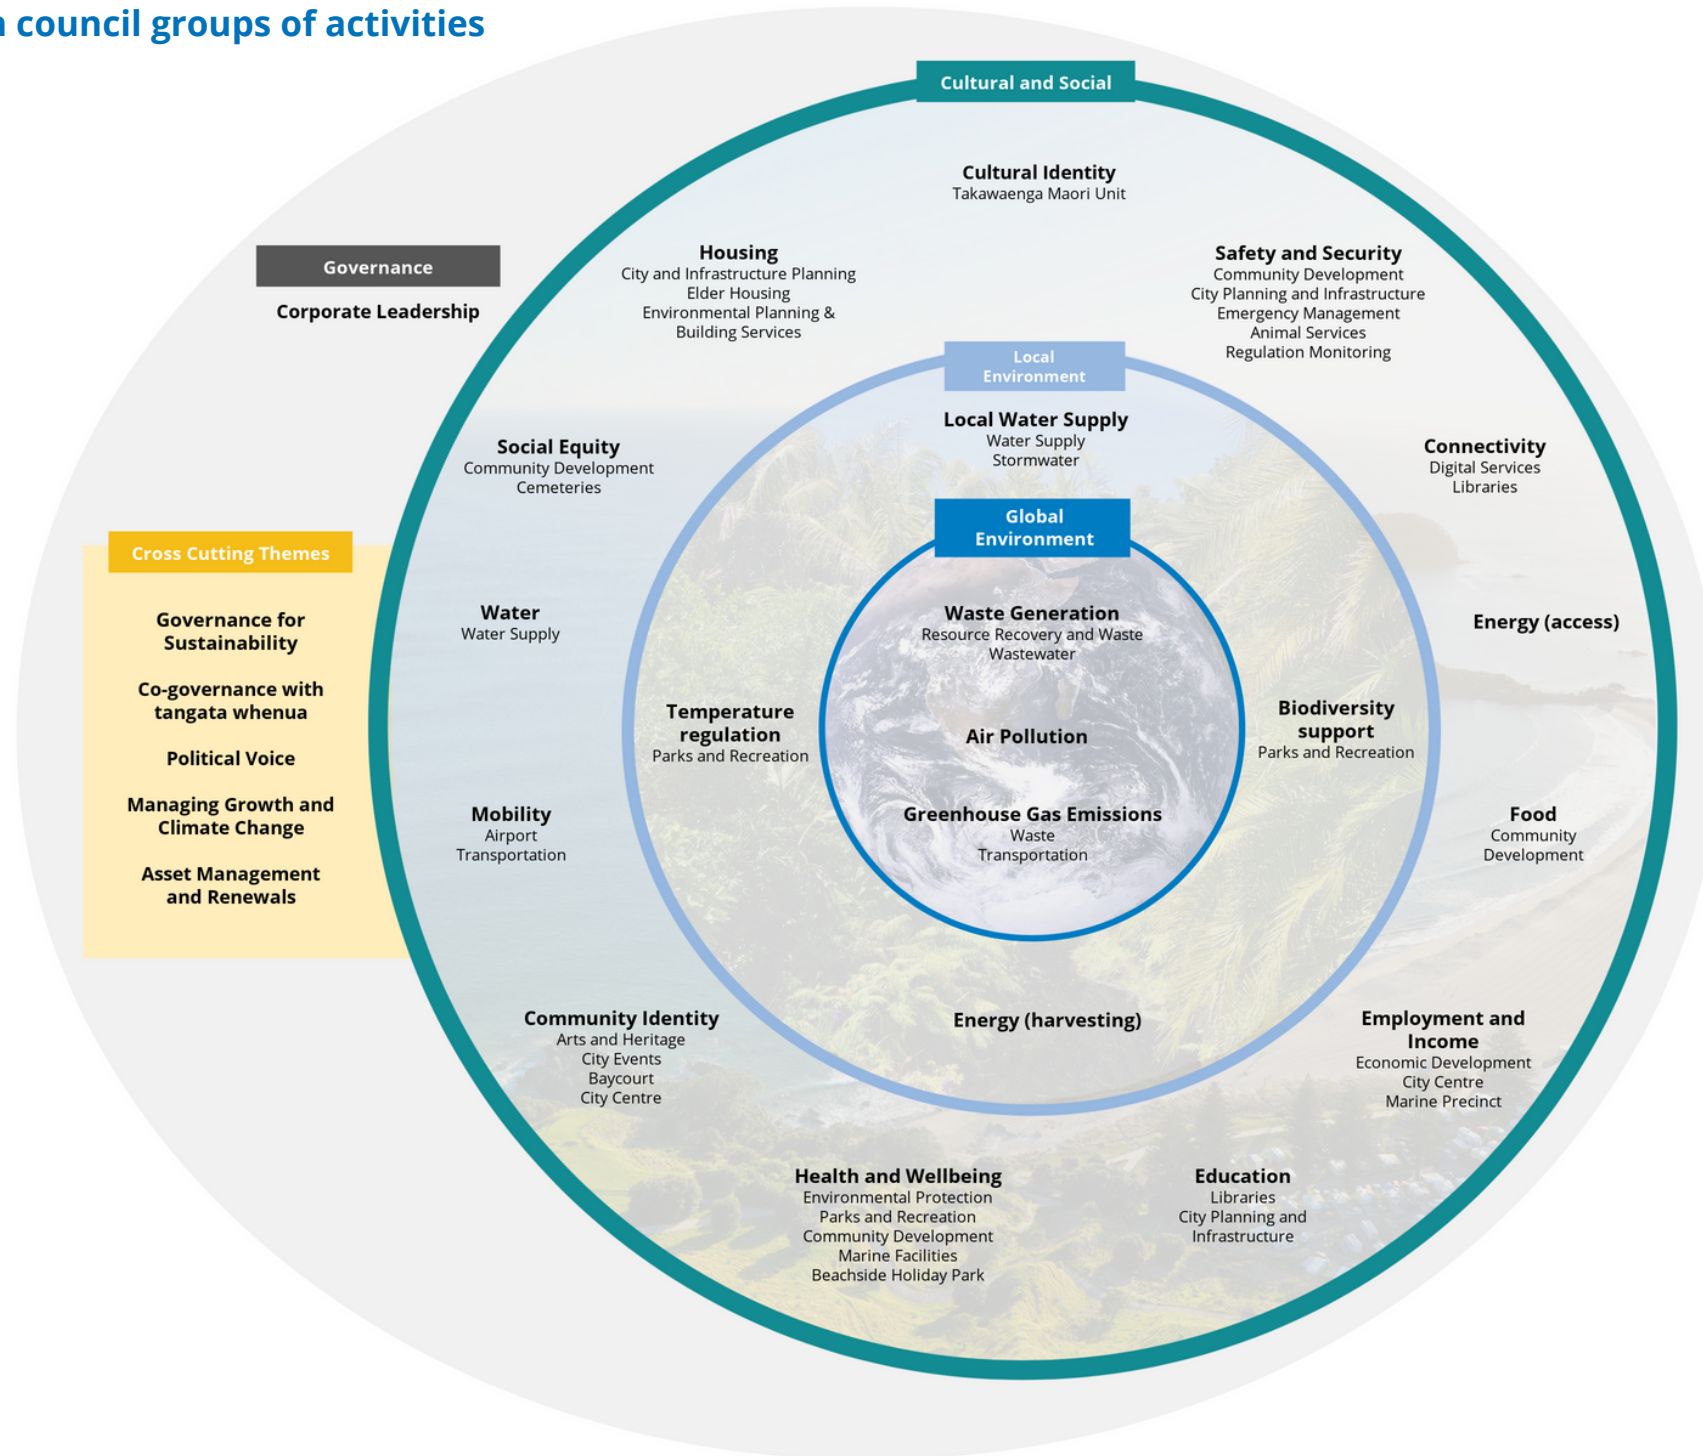 council groups of activities
Cultural and Social
Cultural Identity
Takawaenga Maori Unit
Governance
Corporate Leadership
Housing
City and Infrastructure Planning
Elder Housing
Environmental Planning &
Building Services
Safety and Security
Community Development
City Planning and Infrastructure
Emergency Management
Animal Services
Regulation Monitoring
Local
Environment
Local Water Supply
Water Supply
Stormwater
Social Equity
Community Development
Cemeteries
Connectivity
Digital Services
Libraries
Global
Environment
Cross Cutting Themes
Governance for
Sustainability
Co-governance with
tangata whenua
Political Voice
Managing Growth and
Climate Change
Asset Management
and Renewals
Water
Water Supply
Waste Generation
Resource Recovery and Waste
Wastewater
Energy (access)
Temperature
regulation
Parks and Recreation
Air Pollution
Biodiversity
support
Parks and Recreation
Mobility
Airport
Transportation
Greenhouse Gas Emissions
Waste
Transportation
Food
Community
Development
Community Identity
Arts and Heritage
City Events
Baycourt
City Centre
Energy (harvesting)
Employment and
Income
Economic Development
City Centre
Marine Precinct
Health and Wellbeing
Environmental Protection
Parks and Recreation
Community Development
Marine Facilities
Beachside Holiday Park
Education
Libraries
City Planning and
Infrastructure